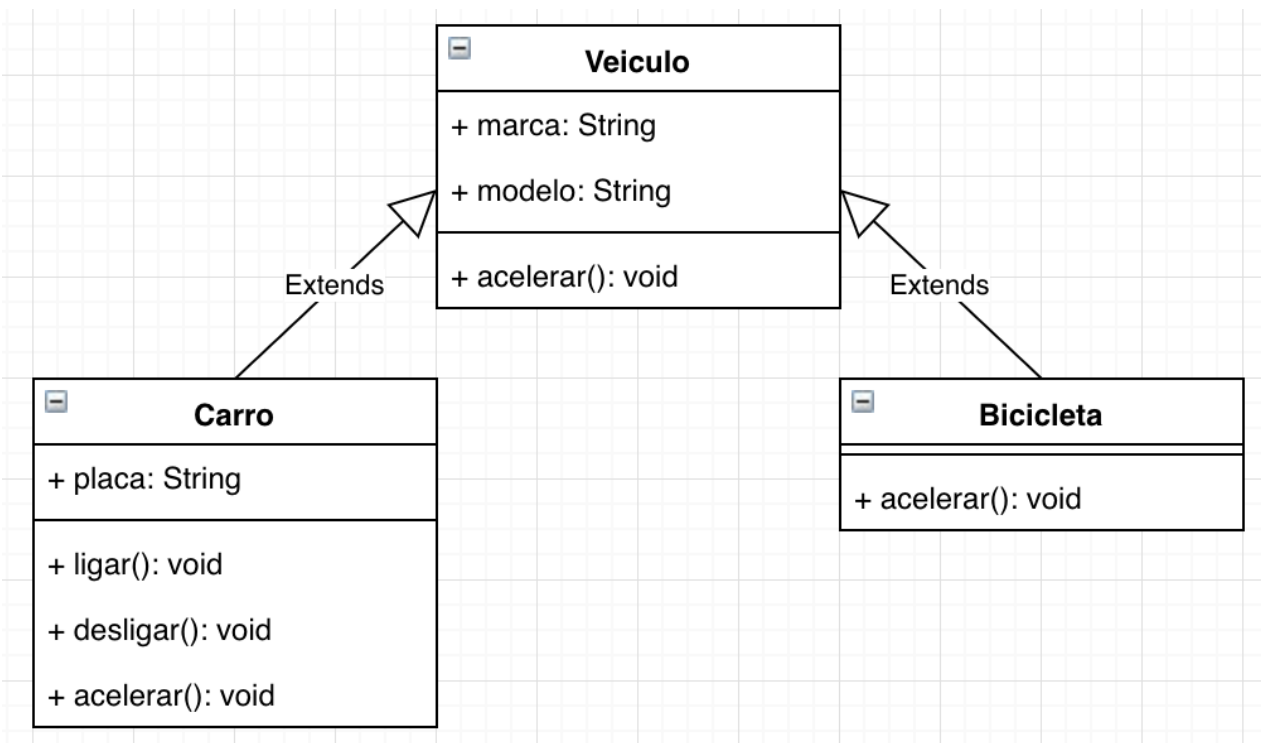 Veiculo
+ marca: String
+ modelo: String
+ acelerar(): void
Extends
Extends
Carro
+ placa: String
+ ligar(): void
+ desligar(): void
+ acelerar(): void
Bicicleta
+ acelerar(): void